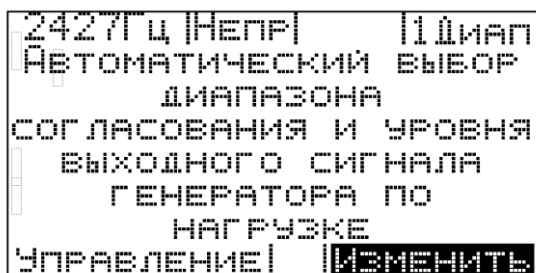 2427Гц |Непр| |1Диап
Автоматический выбор
диапазона
согласования и уровня
выходного сигнала
генератора по
нагрузке
Управление| |Изменить